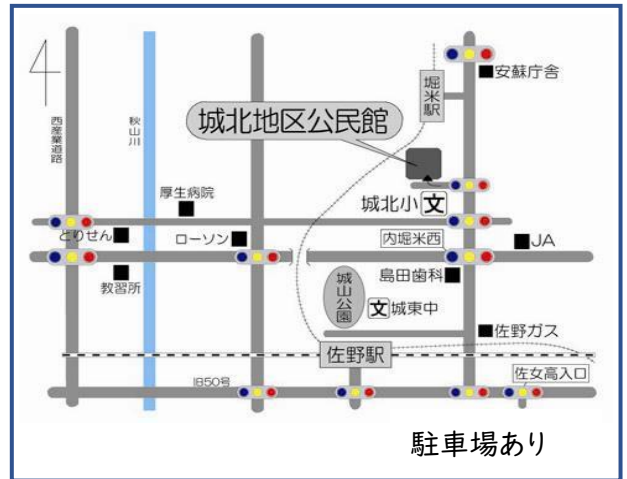 安蘇庁舎
堀米駅
城北地区公民館
西産業道路
秋山川
厚生病院
城北小 文
とりせん
ローソン
内堀米西
JA
教習所
島田歯科
城山公園
文 城東中
佐野ガス
佐野駅
1850号
佐女高入口
駐車場あり